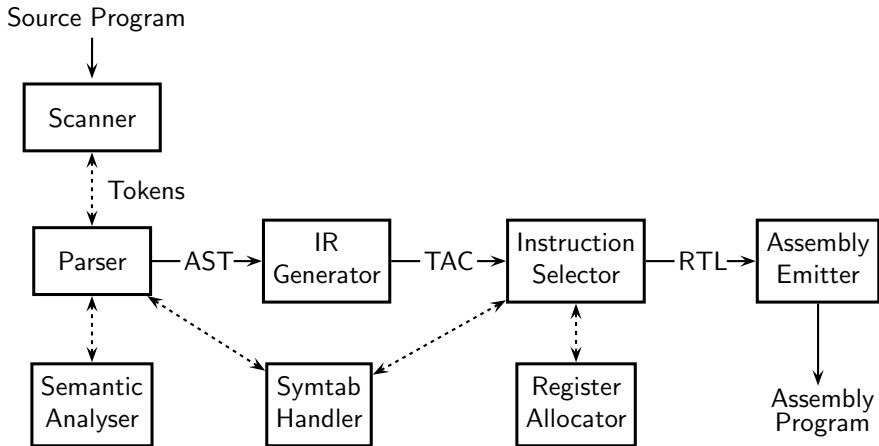 Source Program
Scanner
Tokens
Parser
AST
IR
Generator
TAC
Instruction
Selector
RTL
Assembly
Emitter
Semantic
Analyser
Symtab
Handler
Register
Allocator
Assembly
Program